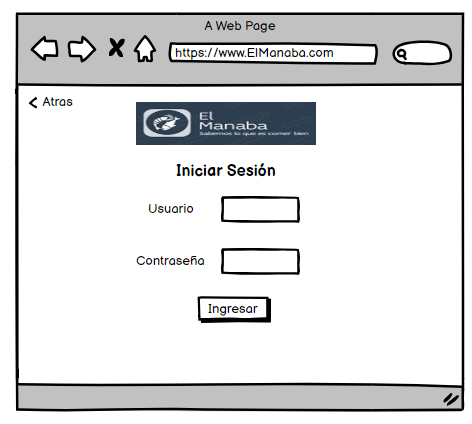 A Web Page
https://www.ElManaba.com
Atras
El
Manaba
Sabemos lo que es comer bien
Iniciar Sesión
Usuario
Contraseña
Ingresar